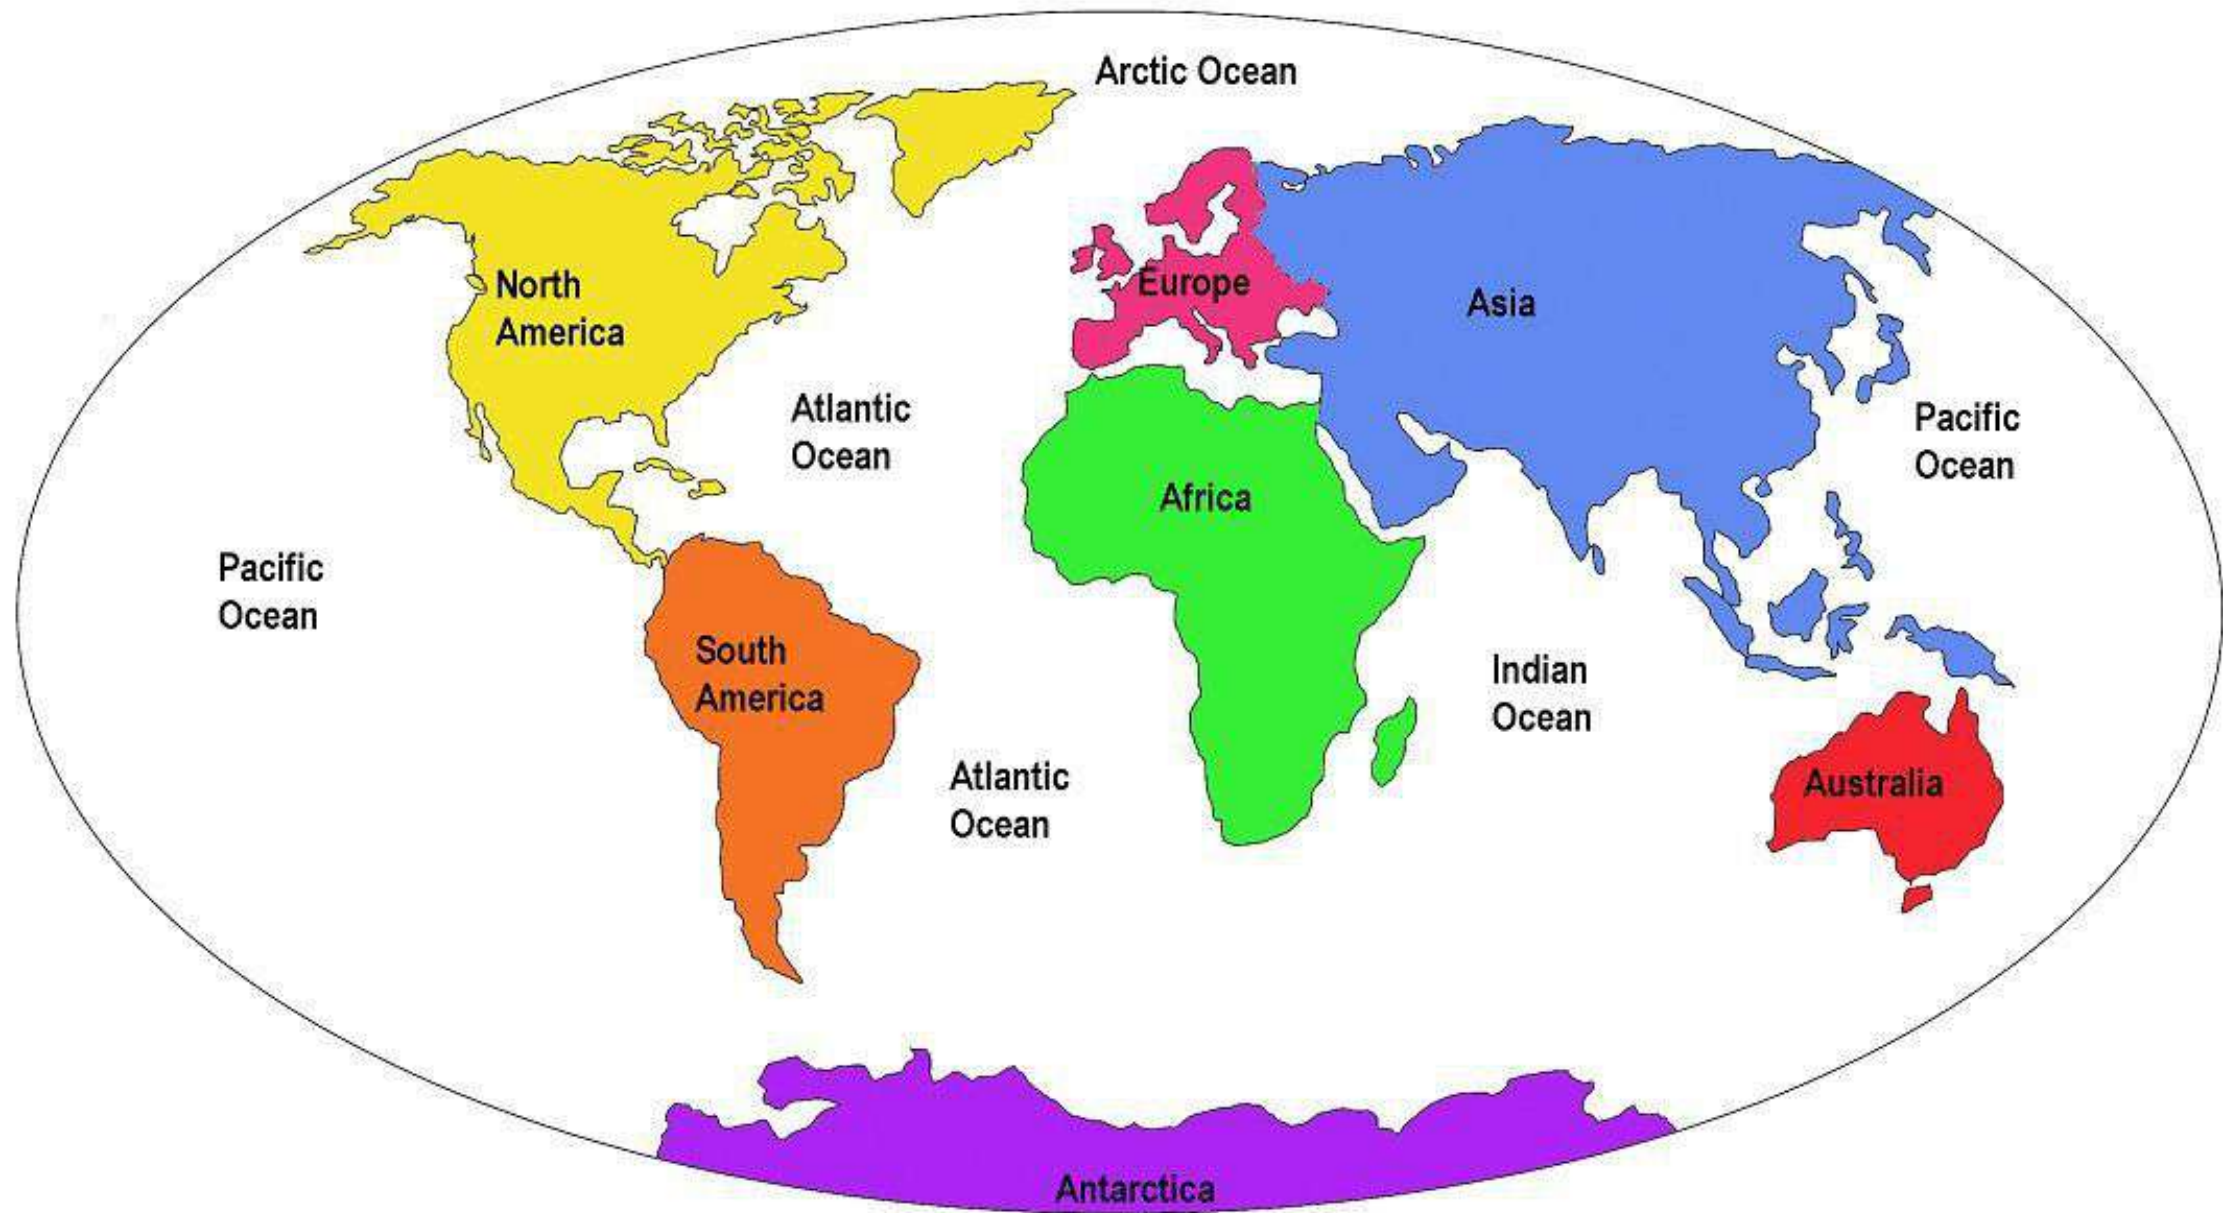 Arctic Ocean
North
America
Europe
Asia
Atlantic
Ocean
Pacific
Ocean
Africa
Pacific
Ocean
South
America
Indian
Ocean
Atlantic
Ocean
Australia
Antarctica